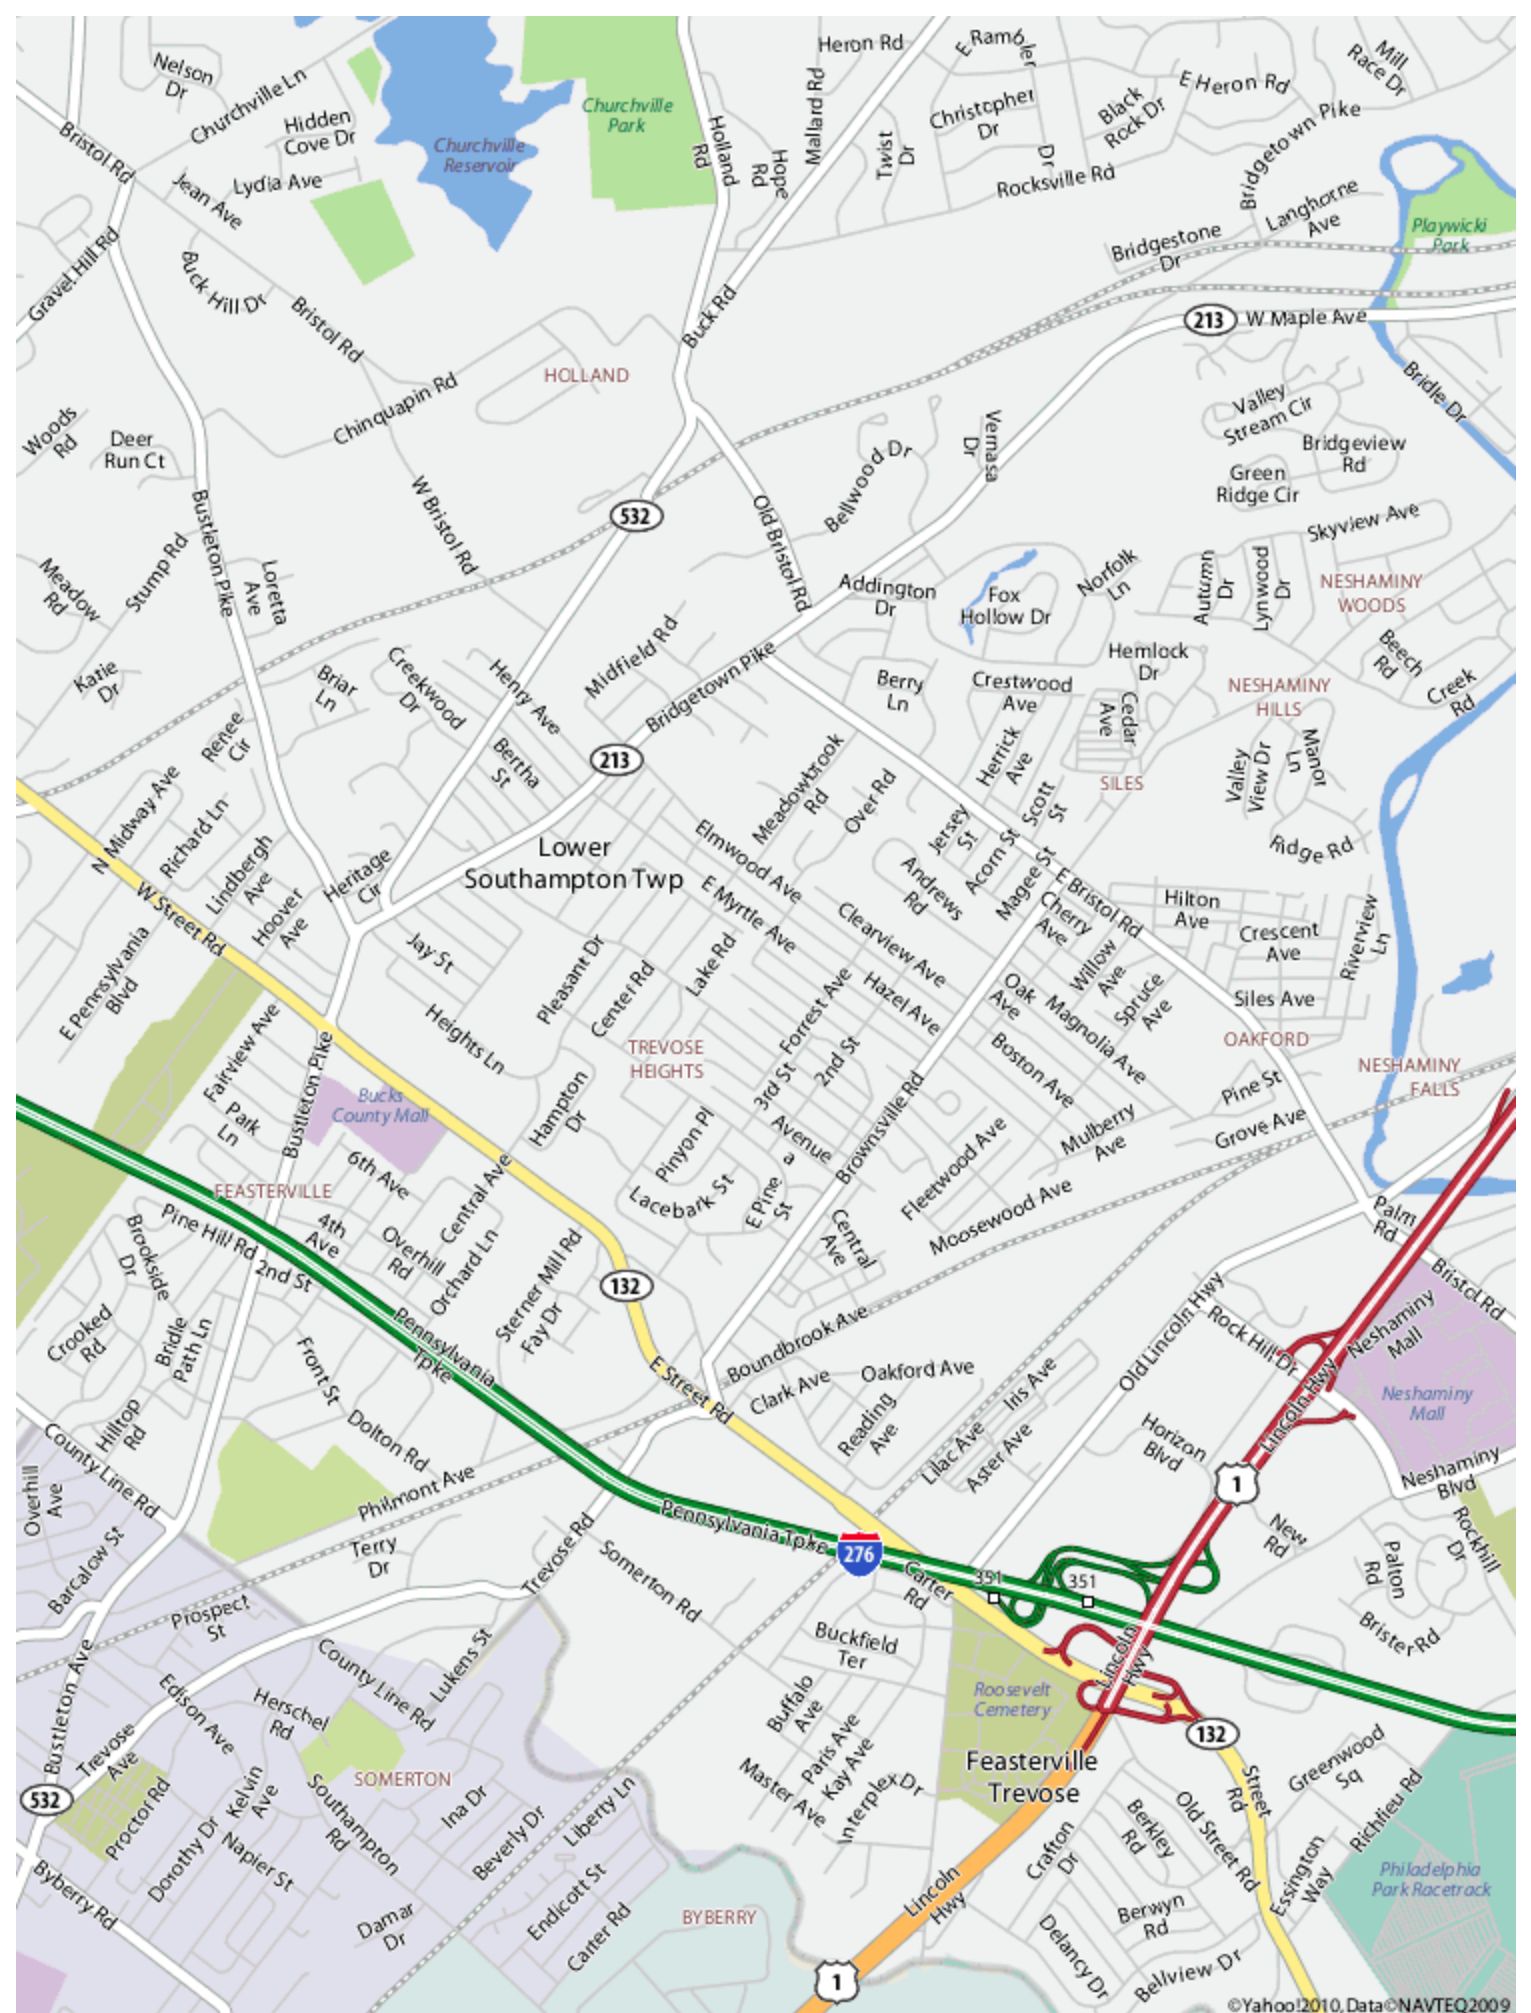 Nelson
Dr
Churchville Ln
Hidden
Cove Dr
Lydia Ave
Jean Ave
Bristol Rd
Churchville
Reservoir
Churchville
Park
Holland
Rd
Hope
Rd
Mallard Rd
Heron Rd
E Rambler
Dr
Christopher
Dr
Twist
Dr
Black
Rock Dr
E Heron Rd
Mill
Race Dr
Bridgetown Pike
Rocksville Rd
Langhorne
Ave
Bridgestone
Dr
Playwicki
Park
Gravel Hill Rd
Buck Hill Dr
Bristol Rd
Buck Rd
213
W Maple Ave
HOLLAND
Chinquapin Rd
Woods
Rd
Deer
Run Ct
W Bristol Rd
Bustleton Pike
532
Old Bristol Rd
Bellwood Dr
Vernasa
Dr
Valley
Stream Cir
Bridle Dr
Bridgeview
Rd
Green
Ridge Cir
Skyview Ave
Meadow
Rd
Stump Rd
Loretta
Ave
Addington
Dr
Fox
Hollow Dr
Norfolk
Ln
Autumn
Dr
Lynwood
Dr
NESHAMINY
WOODS
Beech
Rd
Creek
Rd
Katie
Dr
Briar
Ln
Creekwood
Dr
Henry Ave
Midfield Rd
Bridgetown Pike
Berry
Ln
Crestwood
Ave
Hemlock
Dr
Cedar
Ave
NESHAMINY
HILLS
Renee
Cir
Bertha
St
213
Meadowbrook
Rd
Over Rd
Herrick
Ave
Scott
St
SILES
Valley
View Dr
Manor
Ln
Ridge Rd
N Midway Ave
Richard Ln
Lindbergh
Ave
Hoover
Ave
Heritage
Cir
Lower
Southampton Twp
Elmwood Ave
E Myrtle Ave
Andrews
Rd
Jersey
St
Acorn St
Magee St
E Bristol Rd
Cherry
Ave
Hilton
Ave
Crescent
Ave
Riverview
Ln
W Street Rd
E Pennsylvania
Blvd
Jay St
Pleasant Dr
Center Rd
Lake Rd
Clearview Ave
Hazel Ave
Forrest Ave
Oak
Ave
Willow
Ave
Spruce
Ave
Magnolia Ave
Siles Ave
OAKFORD
NESHAMINY
FALLS
Heights Ln
Fairview Ave
Bustleton Pike
Bucks
County Mall
TREVOSE
HEIGHTS
3rd St
2nd St
Boston Ave
Pine St
Grove Ave
Mulberry
Ave
Park
Ln
Hampton
Dr
Pinyon Pl
Avenue
a
Brownsville Rd
Fleetwood Ave
Moosewood Ave
6th Ave
FEASTERVILLE
Central Ave
Lacebark St
E Pine
St
Central
Ave
Palm
Rd
Pine Hill Rd
2nd St
4th
Ave
Overhill
Rd
Orchard Ln
Sterner Mill Rd
Fay Dr
132
Brookside
Dr
Crooked
Rd
Bridle
Path Ln
Pennsylvania
Tpke
Front St
Boundbrook Ave
Old Lincoln Hwy
Rock Hill Dr
Neshaminy
Mall
Bristol Rd
Neshaminy
Mall
E Street Rd
Clark Ave
Oakford Ave
Reading
Ave
Iris Ave
Lilac Ave
Aster Ave
Horizon
Blvd
Lincoln Hwy
1
Neshaminy
Blvd
Hilltop
Rd
County Line Rd
Overhill
Ave
Dolton Rd
Philmont Ave
Pennsylvania Tpke
276
Terry
Dr
Trevose Rd
Somerton Rd
Carter
Rd
351
351
New
Rd
Palton
Rd
Rockhill
Dr
Brister Rd
Barcalow St
Prospect
St
Buckfield
Ter
Lincoln
Hwy
Bustleton Ave
County Line Rd
Lukens St
Edison Ave
Herschel
Rd
Buffalo
Ave
Roosevelt
Cemetery
132
Trevose
Ave
SOMERTON
Paris Ave
Kay Ave
Master Ave
Interplex Dr
Feasterville
Trevose
Street
Rd
Greenwood
Sq
532
Proctor Rd
Kelvin
Ave
Southampton
Rd
Ina Dr
Beverly Dr
Liberty Ln
Berkley
Rd
Old Street Rd
Richlieu Rd
Dorothy Dr
Napier St
Crafton
Dr
Essington
Way
Philadelphia
Park Racetrack
Byberry Rd
Damar
Dr
Endicott St
Carter Rd
BYBERRY
Lincoln
Hwy
Berwyn
Rd
Delancy Dr
Bellview Dr
1
©Yahoo!2010, Data©NAVTEQ2009